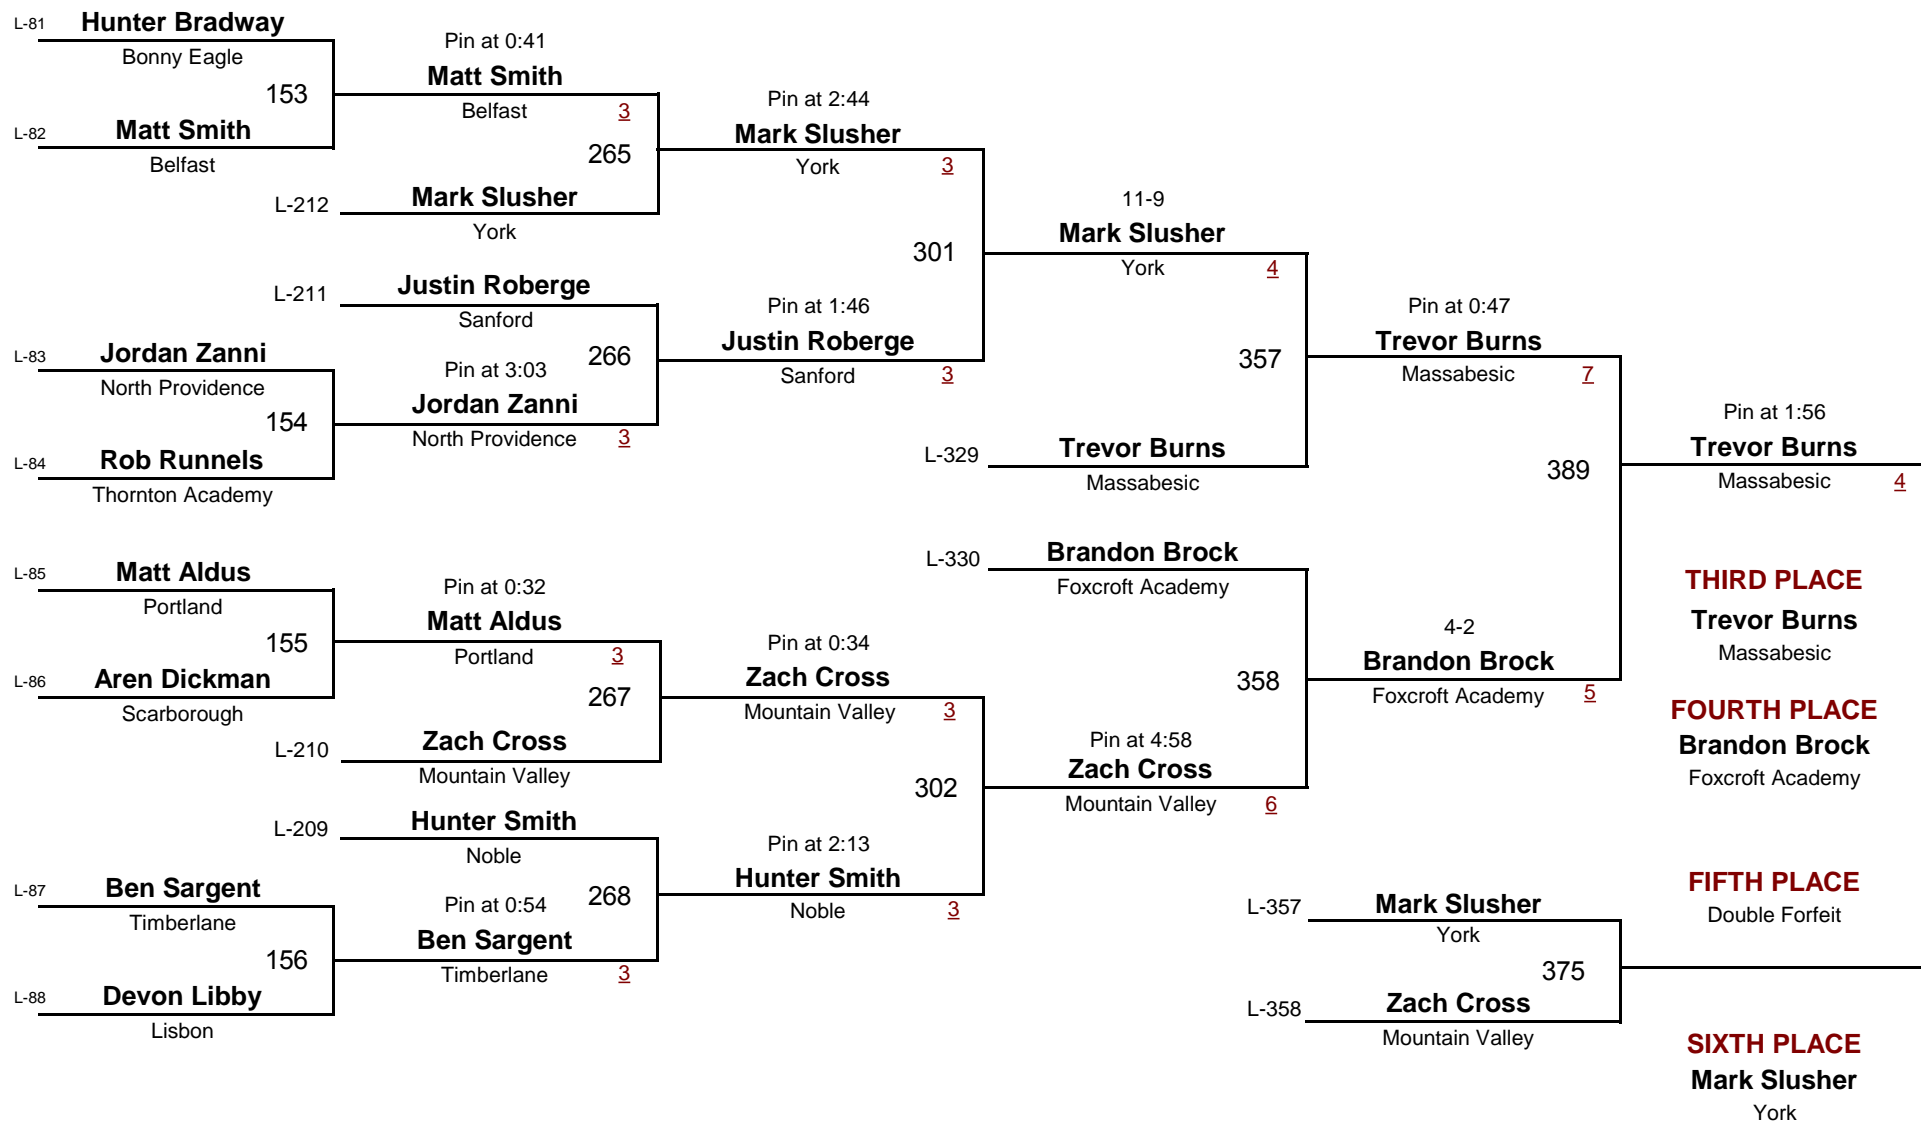 L-81 Hunter Bradway
Bonny Eagle
153
L-82 Matt Smith
Belfast
Pin at 0:41
Matt Smith
Belfast 3
265
L-212 Mark Slusher
York
Pin at 2:44
Mark Slusher
York 3
301
L-211 Justin Roberge
Sanford
266
L-83 Jordan Zanni
North Providence
154
L-84 Rob Runnels
Thornton Academy
Pin at 3:03
Jordan Zanni
North Providence 3
Pin at 1:46
Justin Roberge
Sanford 3
11-9
Mark Slusher
York 4
357
L-329 Trevor Burns
Massabesic
Pin at 0:47
Trevor Burns
Massabesic 7
389
Pin at 1:56
Trevor Burns
Massabesic 4
L-85 Matt Aldus
Portland
155
L-86 Aren Dickman
Scarborough
Pin at 0:32
Matt Aldus
Portland 3
267
L-210 Zach Cross
Mountain Valley
Pin at 0:34
Zach Cross
Mountain Valley 3
302
L-209 Hunter Smith
Noble
268
L-87 Ben Sargent
Timberlane
156
L-88 Devon Libby
Lisbon
Pin at 0:54
Ben Sargent
Timberlane 3
Pin at 2:13
Hunter Smith
Noble 3
L-330 Brandon Brock
Foxcroft Academy
358
Pin at 4:58
Zach Cross
Mountain Valley 6
4-2
Brandon Brock
Foxcroft Academy 5
THIRD PLACE
Trevor Burns
Massabesic
FOURTH PLACE
Brandon Brock
Foxcroft Academy
L-357 Mark Slusher
York
375
L-358 Zach Cross
Mountain Valley
FIFTH PLACE
Double Forfeit
SIXTH PLACE
Mark Slusher
York